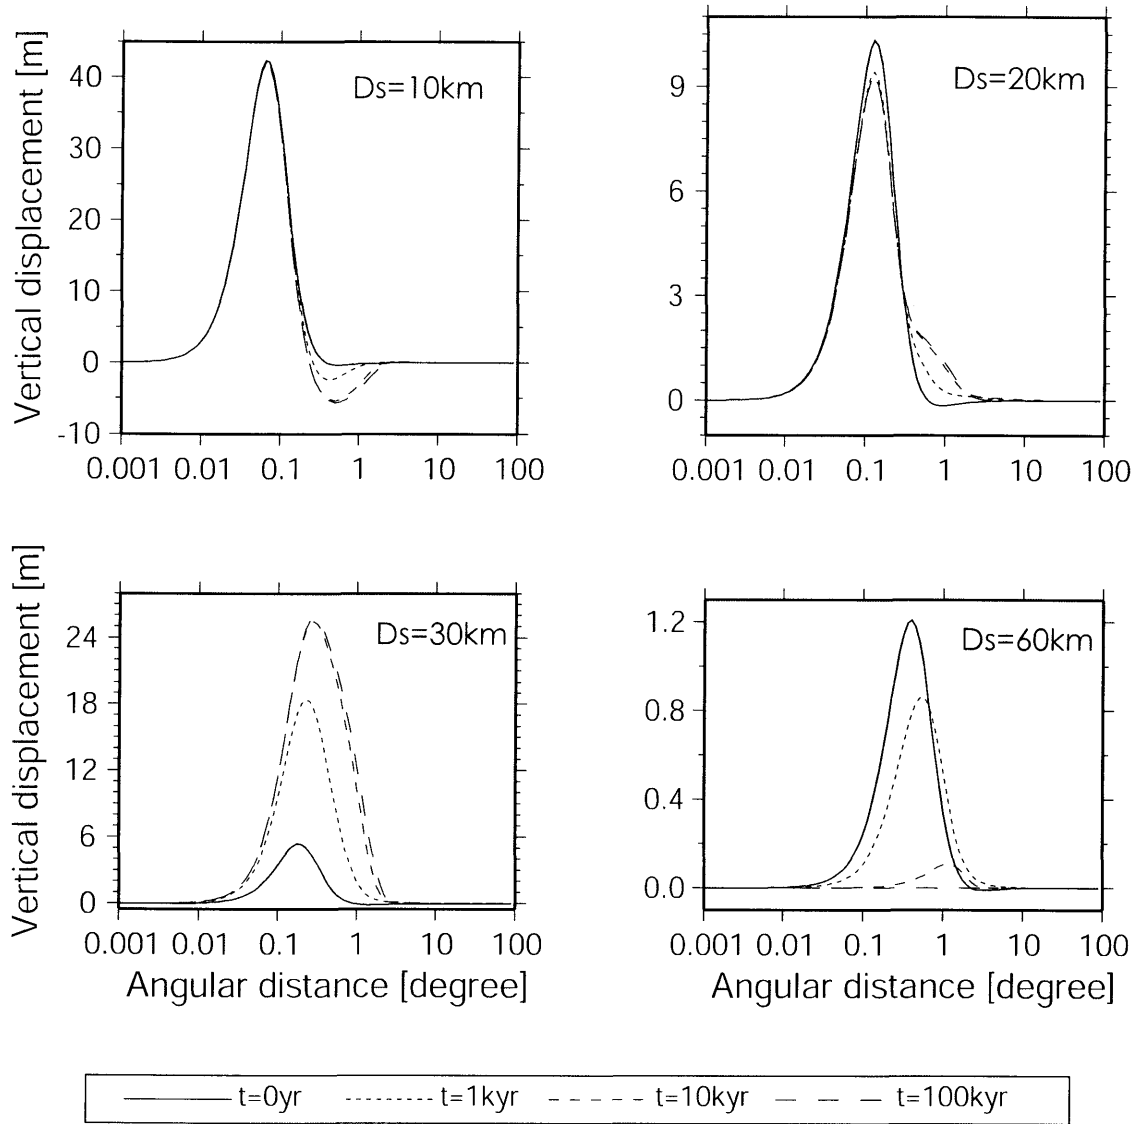 Vertical displacement [m]
40
30
20
10
0
-10
0.001 0.01 0.1 1 10 100
Ds=10km
9
6
3
0
0.001 0.01 0.1 1 10 100
Ds=20km
Vertical displacement [m]
24
18
12
6
0
0.001 0.01 0.1 1 10 100
Ds=30km
Angular distance [degree]
1.2
0.8
0.4
0.0
0.001 0.01 0.1 1 10 100
Ds=60km
Angular distance [degree]
t=0yr t=1kyr t=10kyr t=100kyr